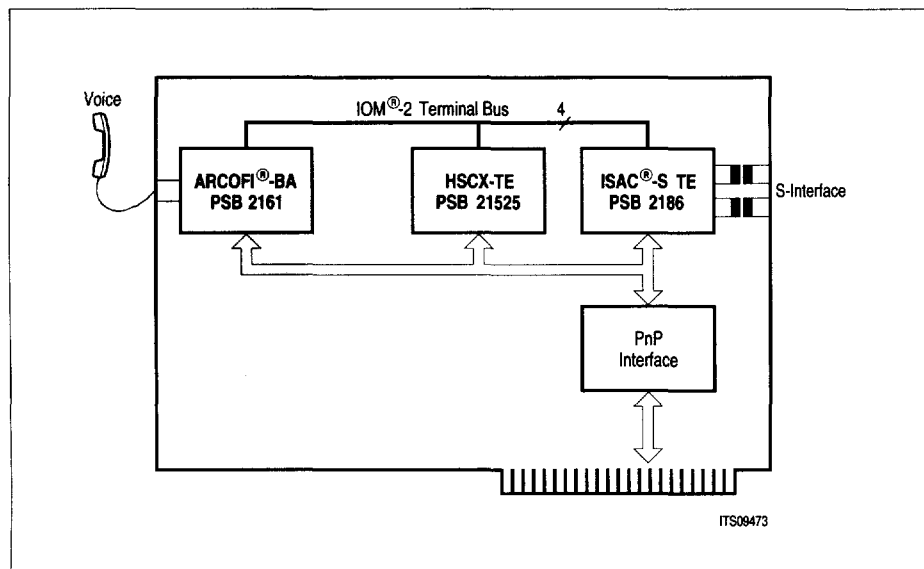 Voice
IOM®-2 Terminal Bus
4
ARCOFI®-BA
PSB 2161
HSCX-TE
PSB 21525
ISAC®-S TE
PSB 2186
S-Interface
PnP
Interface
ITS09473